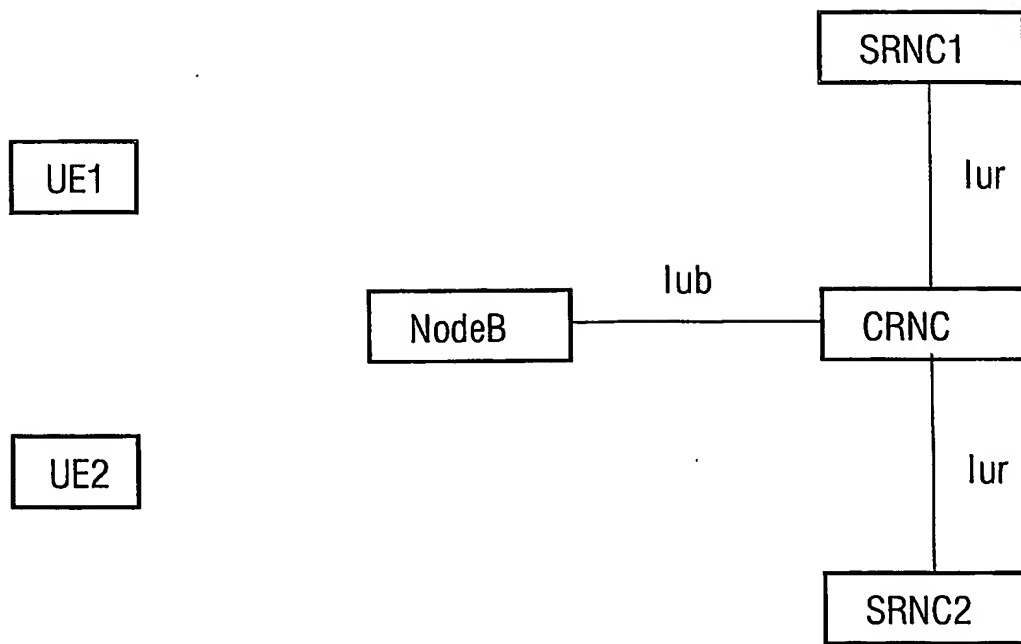 SRNC1
UE1
Iur
Iub
NodeB
CRNC
UE2
Iur
SRNC2